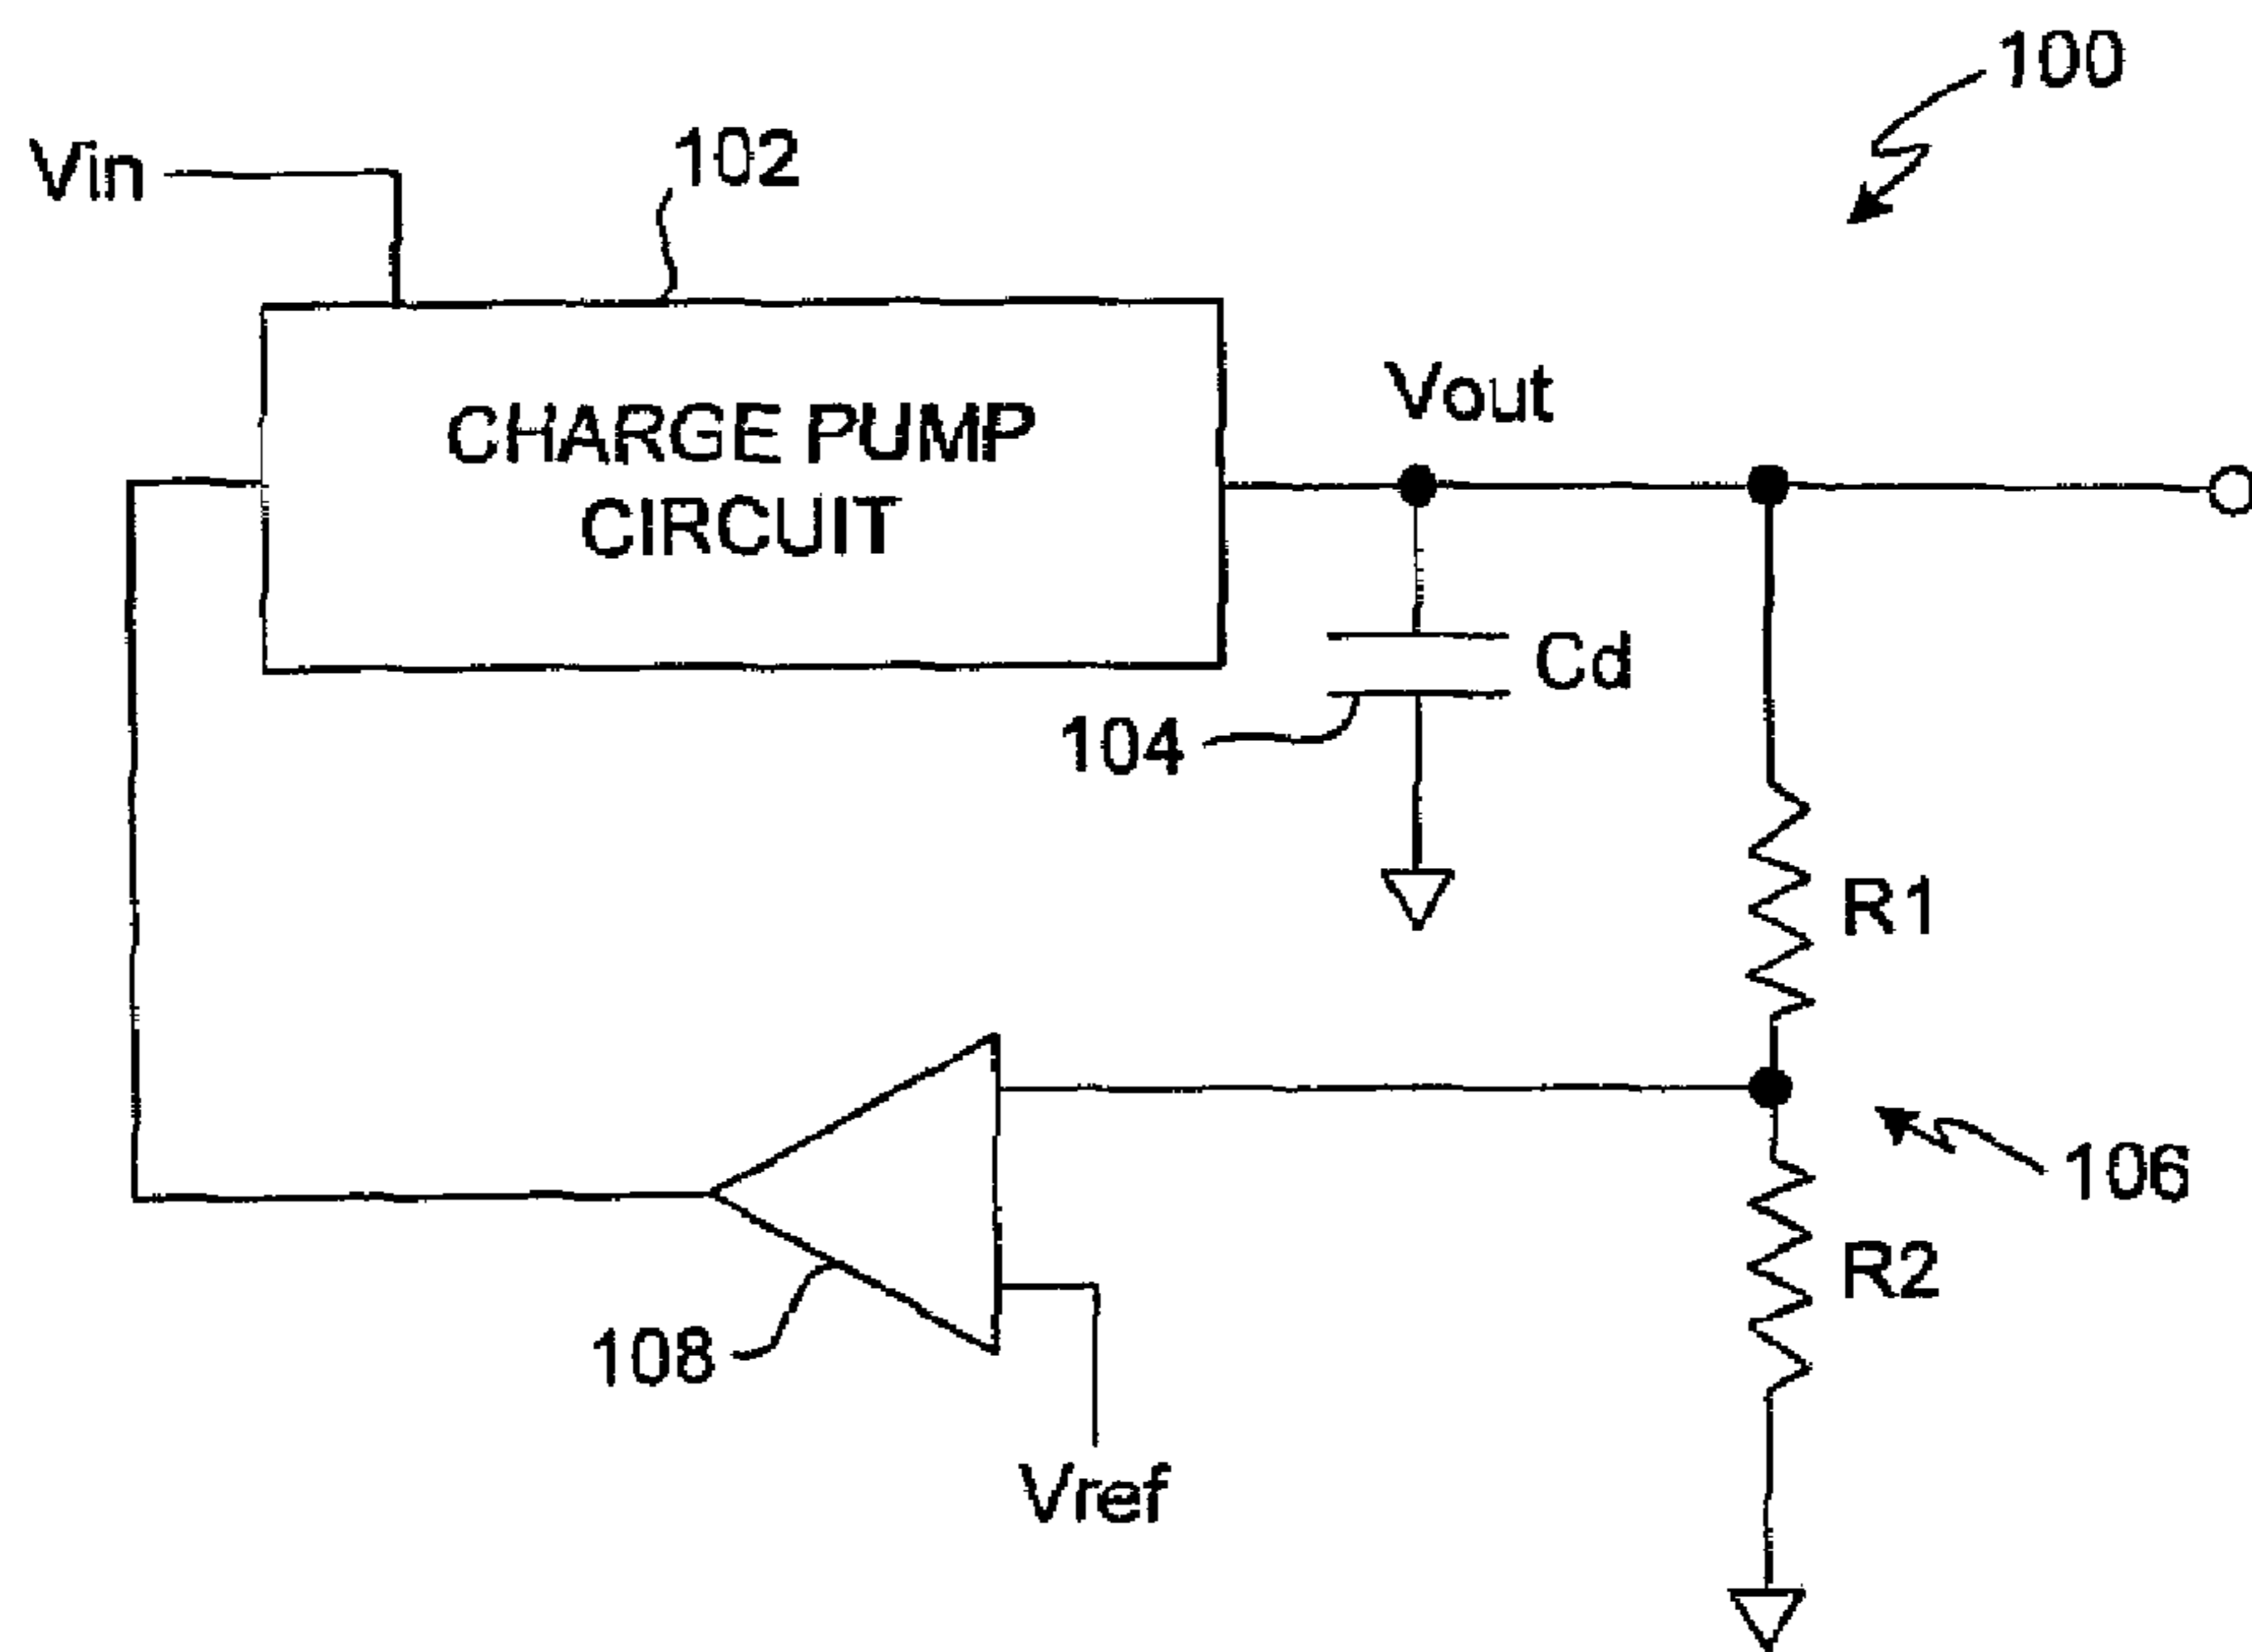 100
Vin
102
CHARGE PUMP
CIRCUIT
Vout
Cd
104
R1
106
R2
108
Vref